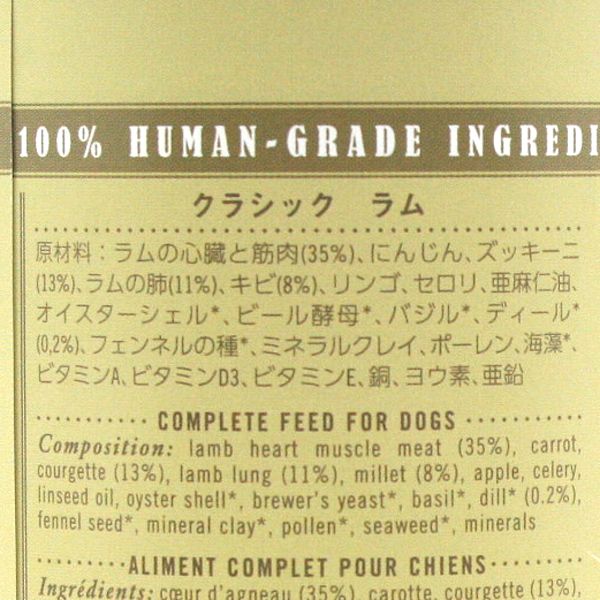 100% HUMAN-GRADE INGREDI
クラシック ラム
原材料：ラムの心臓と筋肉(35%)、にんじん、ズッキーニ
(13%)、ラムの肺(11%)、キビ(8%)、リンゴ、セロリ、亜麻仁油、
オイスターシェル*、ビール酵母*、バジル*、ディール*
(0,2%)、フェンネルの種*、ミネラルクレイ、ポーレン、海藻*、
ビタミンA、ビタミンD3、ビタミンE、銅、ヨウ素、亜鉛
COMPLETE FEED FOR DOGS
Composition: lamb heart muscle meat (35%), carrot,
courgette (13%), lamb lung (11%), millet (8%), apple, celery,
linseed oil, oyster shell*, brewer's yeast*, basil*, dill* (0.2%),
fennel seed*, mineral clay*, pollen*, seaweed*, minerals
ALIMENT COMPLET POUR CHIENS
Ingrédients: cœur d'agneau (35%), carotte, courgette (13%),